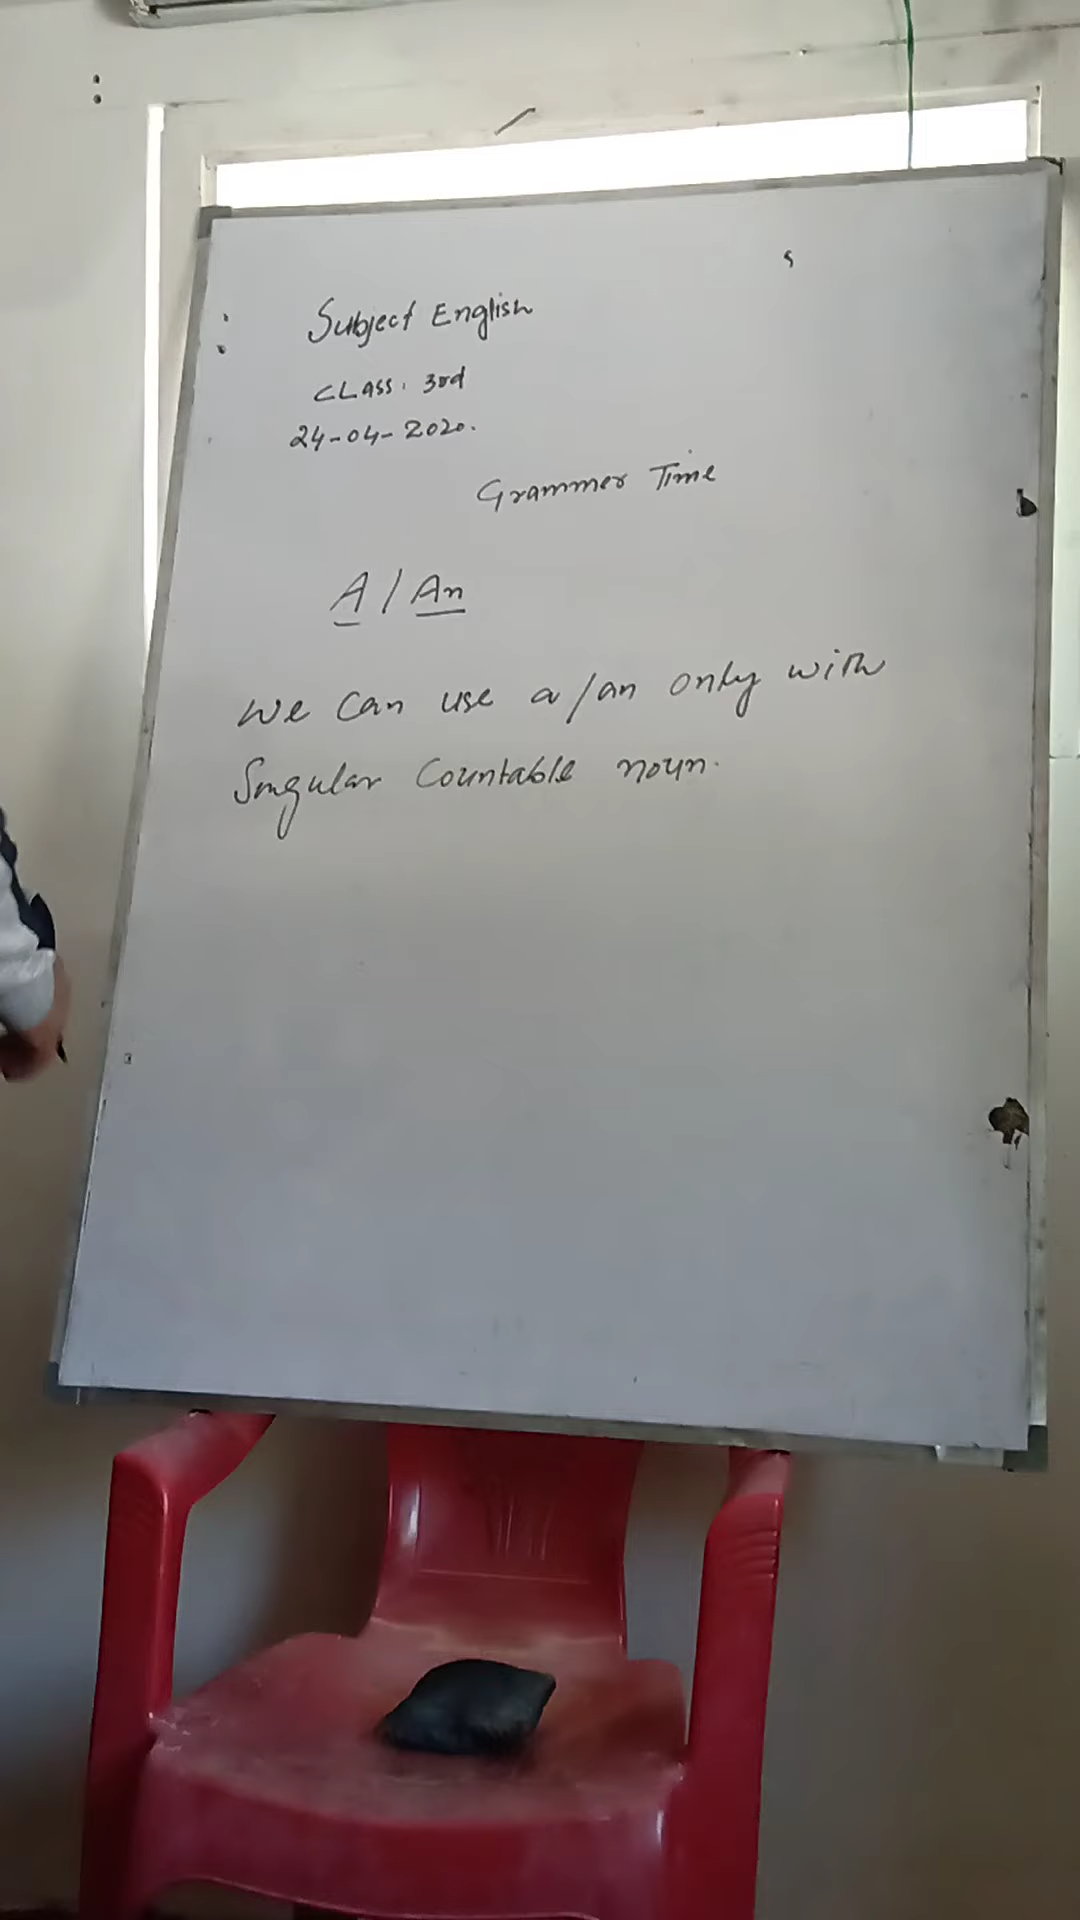 Subject English
CLASS. 3rd
24-04-2020.
Grammer Time
A / An
We can use a/an only with
Singular Countable noun.